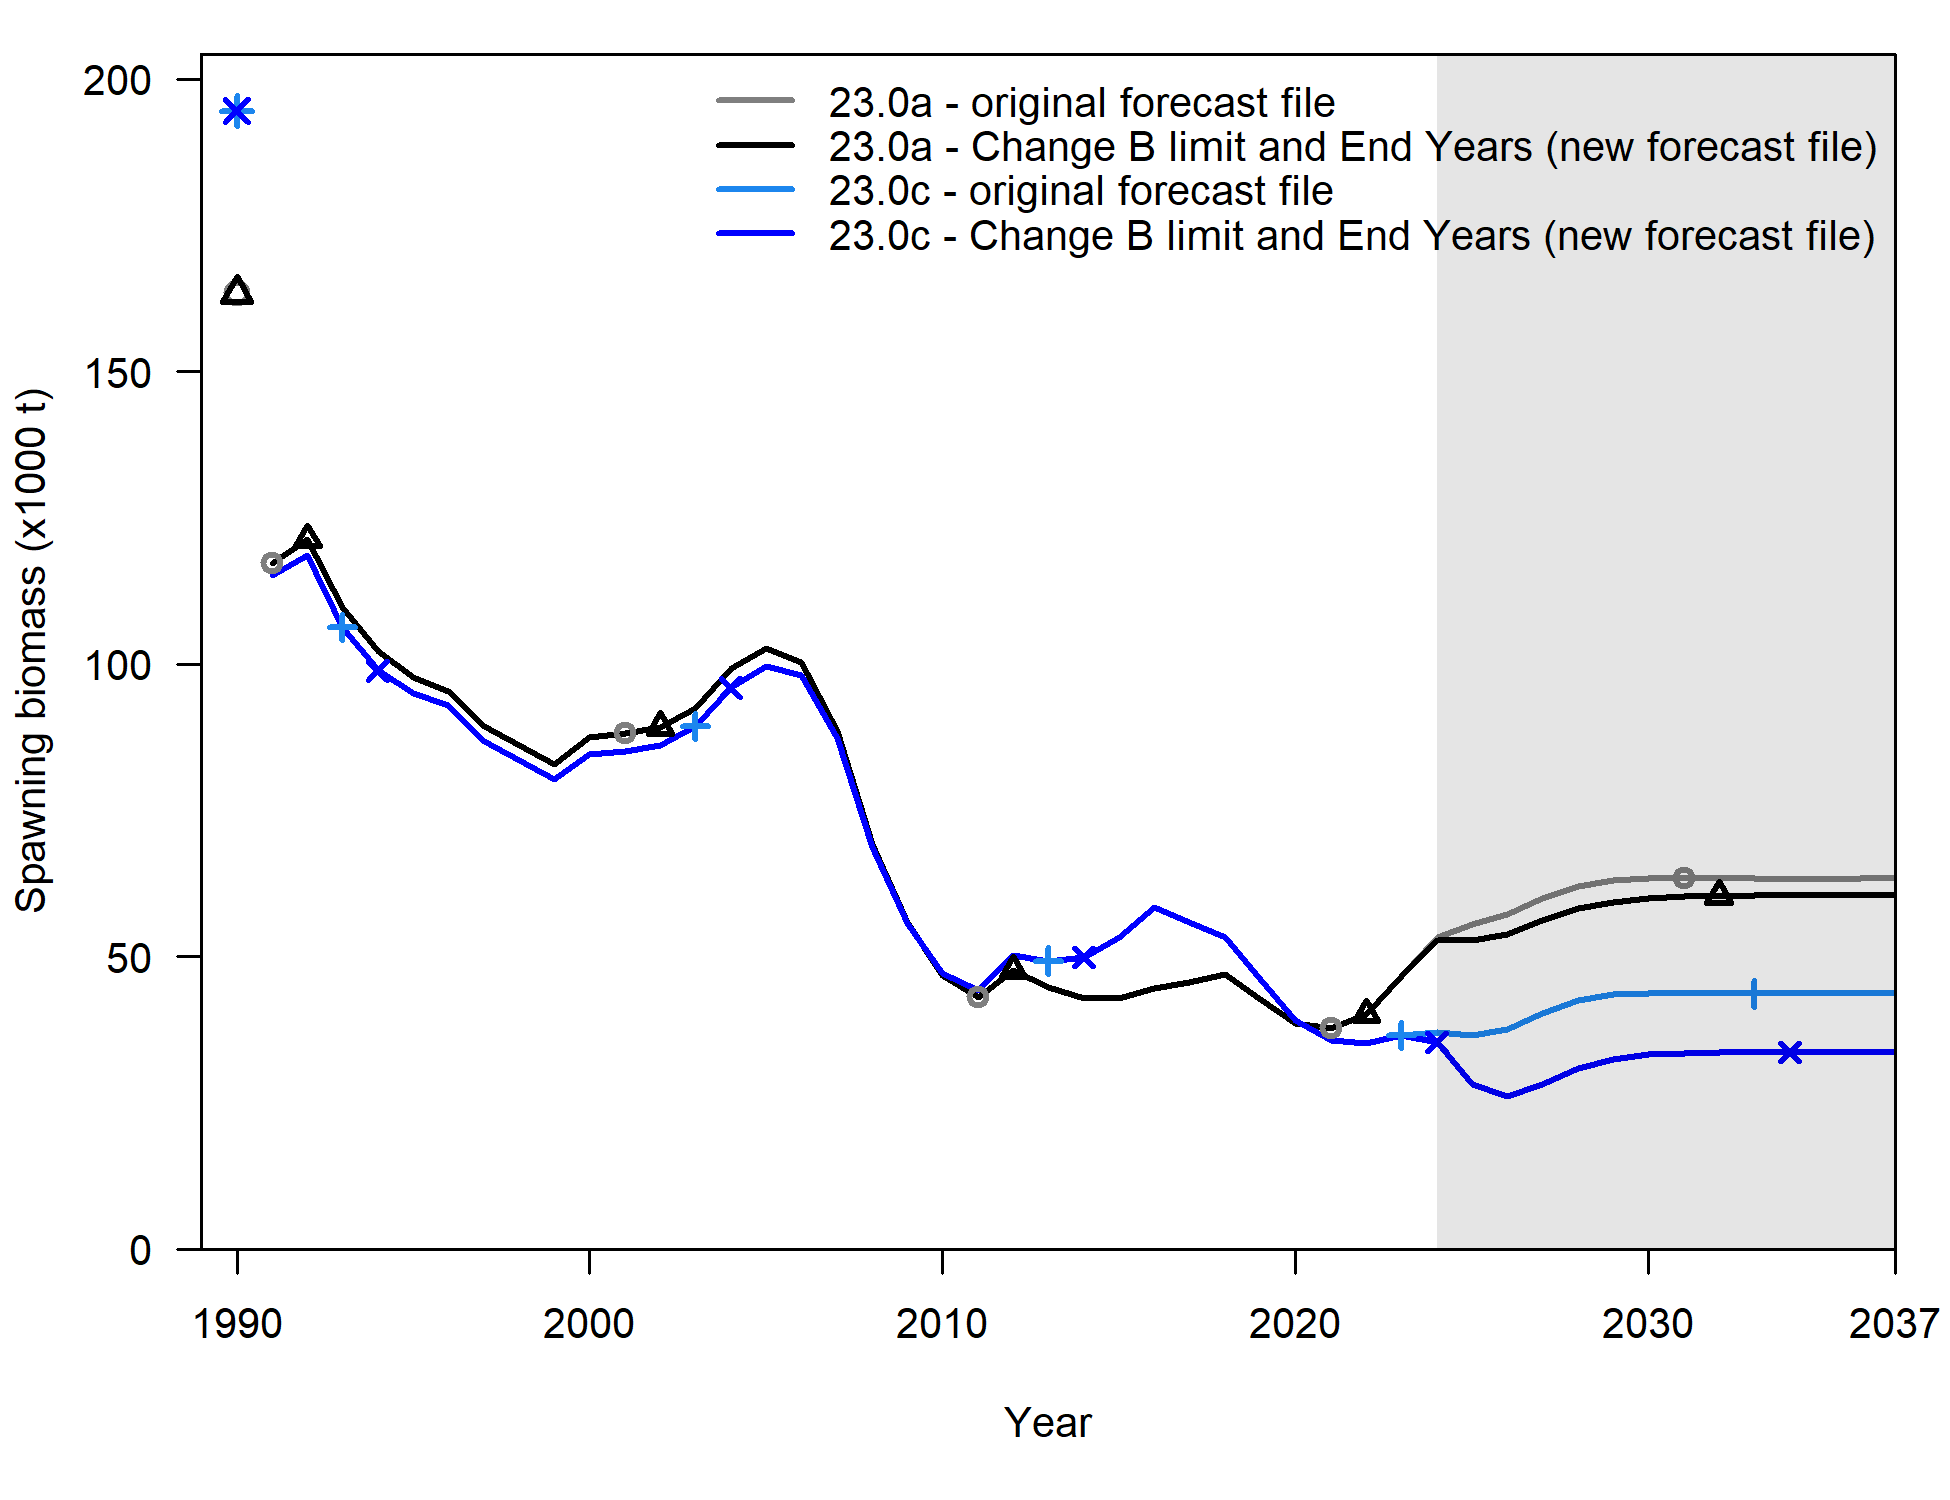 200
150
100
50
0
Spawning biomass (x1000 t)
23.0a - original forecast file
23.0a - Change B limit and End Years (new forecast file)
23.0c - original forecast file
23.0c - Change B limit and End Years (new forecast file)
1990 2000 2010 2020 2030 2037
Year